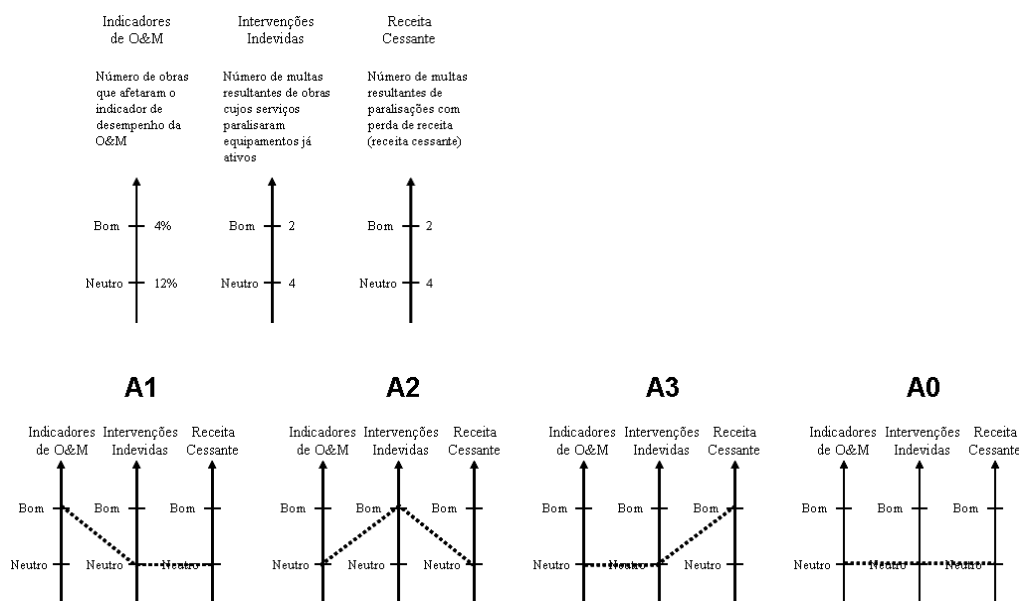 Indicadores
de O&M
Intervenções
Indevidas
Receita
Cessante
Número de obras
que afetaram o
indicador de
desempenho da
O&M
Número de multas
resultantes de obras
cujos serviços
paralisaram
equipamentos já
ativos
Número de multas
resultantes de
paralisações com
perda de receita
(receita cessante)
Bom 4%
Neutro 12%
Bom 2
Neutro 4
Bom 2
Neutro 4
A1
Indicadores
de O&M
Intervenções
Indevidas
Receita
Cessante
Bom Bom Bom
Neutro Neutro Neutro
A2
Indicadores
de O&M
Intervenções
Indevidas
Receita
Cessante
Bom Bom Bom
Neutro Neutro Neutro
A3
Indicadores
de O&M
Intervenções
Indevidas
Receita
Cessante
Bom Bom Bom
Neutro Neutro Neutro
A0
Indicadores
de O&M
Intervenções
Indevidas
Receita
Cessante
Bom Bom Bom
Neutro Neutro Neutro